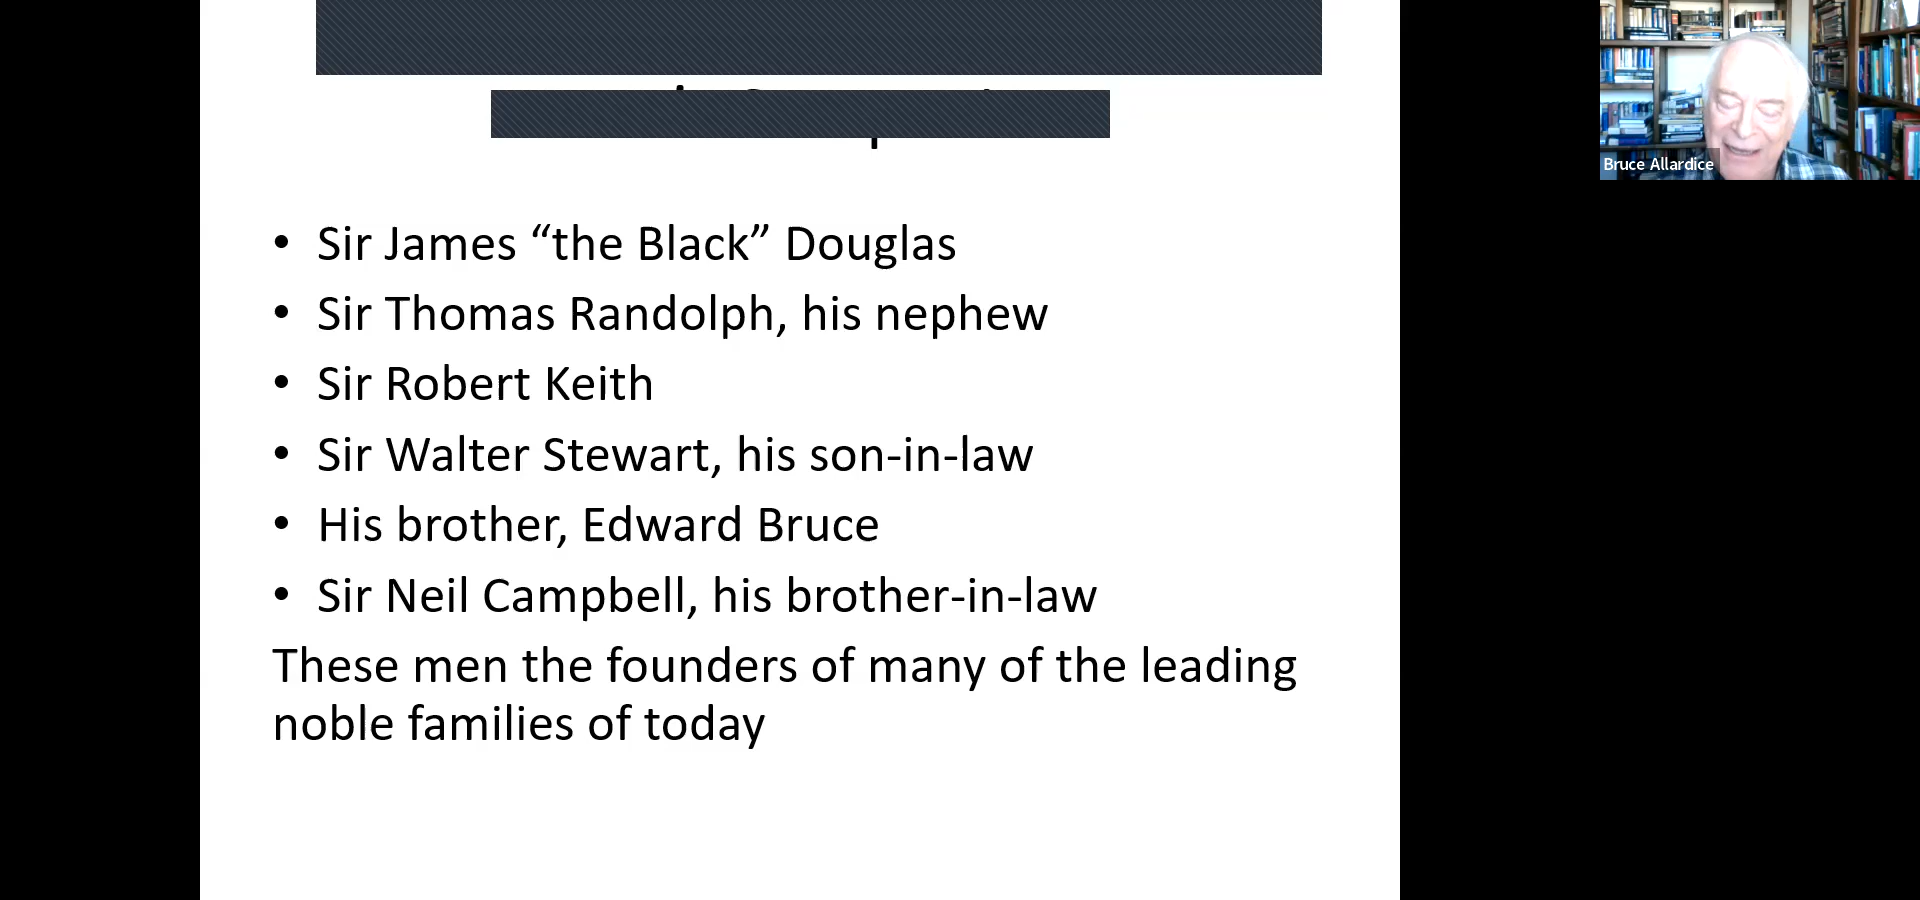 • Sir James “the Black” Douglas
• Sir Thomas Randolph, his nephew
• Sir Robert Keith
• Sir Walter Stewart, his son-in-law
• His brother, Edward Bruce
• Sir Neil Campbell, his brother-in-law
These men the founders of many of the leading
noble families of today
Bruce Allardice